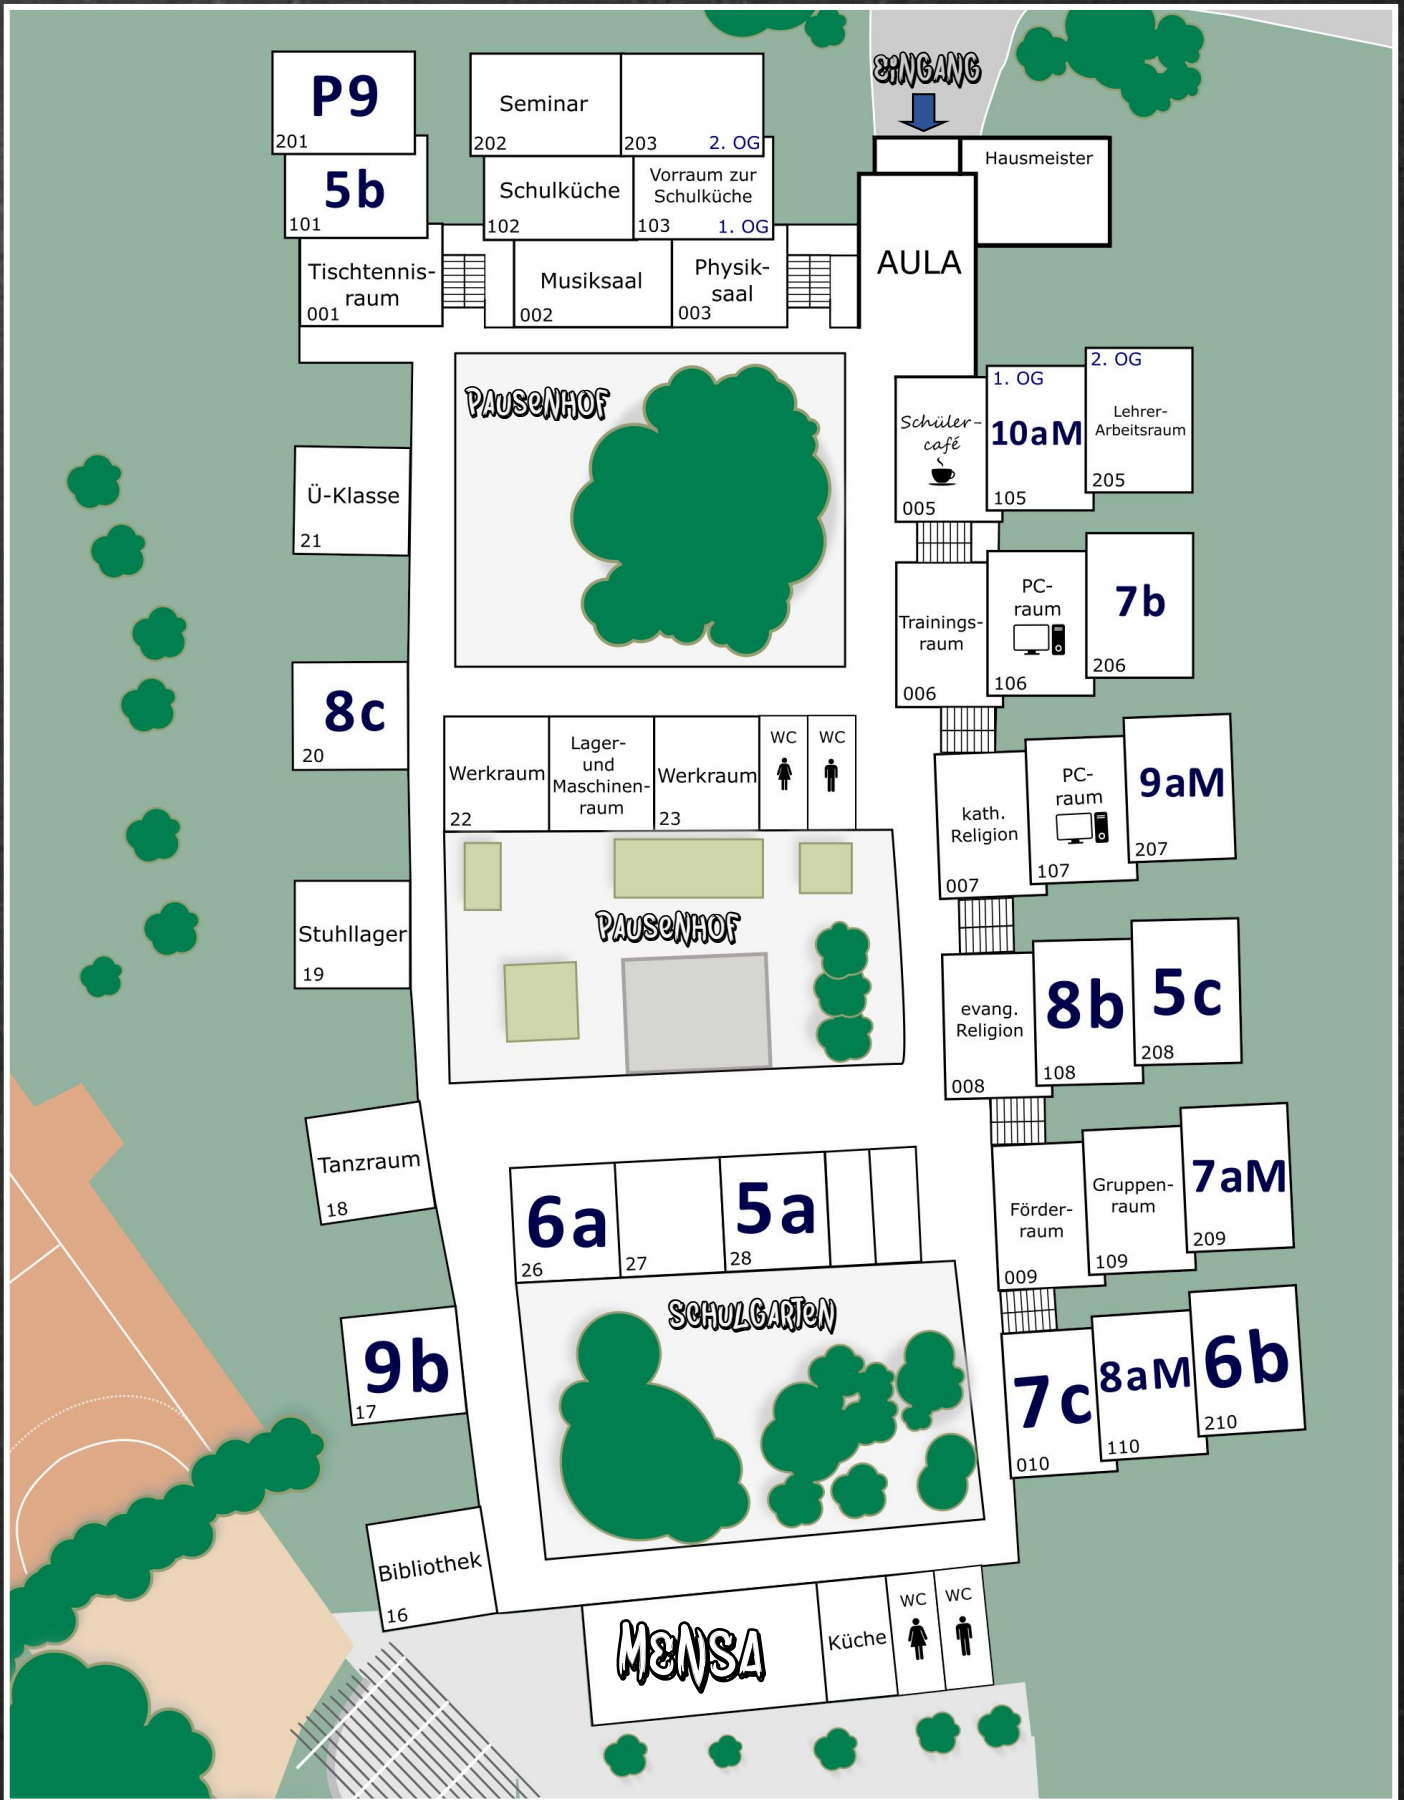 EINGANG
P9
201
Seminar
202
203
2. OG
5b
101
Schulküche
102
Vorraum zur
Schulküche
103
1. OG
Hausmeister
Tischtennis-
raum
001
Musiksaal
002
Physik-
saal
003
AULA
PAUSENHOF
Schüler-
café
005
1. OG
10aM
105
2. OG
Lehrer-
Arbeitsraum
205
Ü-Klasse
21
Trainings-
raum
006
PC-
raum
106
7b
206
8c
20
Werkraum
22
Lager-
und
Maschinen-
raum
Werkraum
23
WC
WC
kath.
Religion
007
PC-
raum
107
9aM
207
PAUSENHOF
Stuhllager
19
evang.
Religion
008
8b
108
5c
208
Tanzraum
18
6a
26
27
5a
28
Förder-
raum
009
Gruppen-
raum
109
7aM
209
SCHULGARTEN
9b
17
7c
010
8aM
110
6b
210
Bibliothek
16
MENSA
Küche
WC
WC